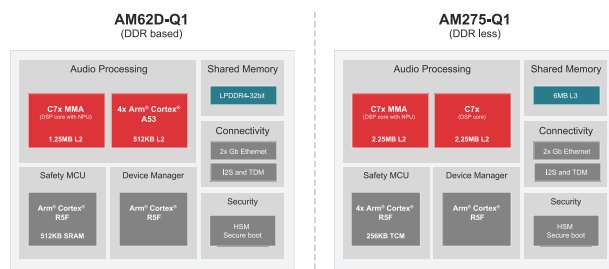 AM62D-Q1
(DDR based)
Audio Processing
C7x MMA
(DSP core with NPU)
1,25MB L2
4x Arm® Cortex®
A53
512KB L2
Shared Memory
LPDDR4-32bit
Connectivity
2x Gb Ethernet
I2S and TDM
Safety MCU
Arm® Cortex®
R5F
512KB SRAM
Device Manager
Arm® Cortex®
R5F
Security
HSM
Secure boot
AM275-Q1
(DDR less)
Audio Processing
C7x MMA
(DSP core with NPU)
2,25MB L2
C7x
(DSP core)
2,25MB L2
Shared Memory
6MB L3
Connectivity
2x Gb Ethernet
I2S and TDM
Safety MCU
4x Arm® Cortex®
R5F
256KB TCM
Device Manager
Arm® Cortex®
R5F
Security
HSM
Secure boot